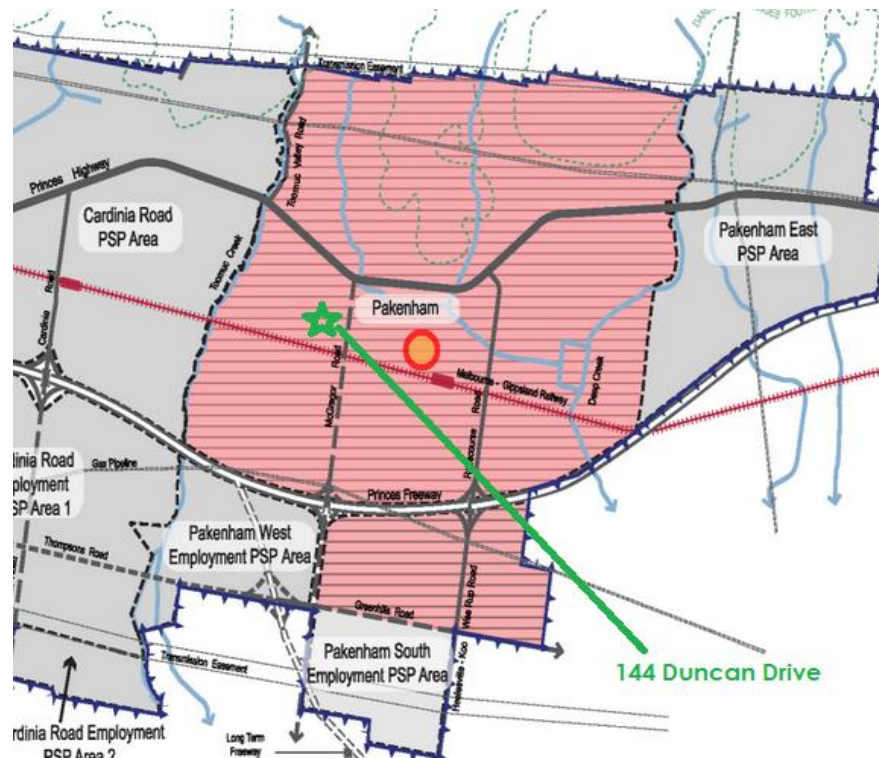 Transmission Easement
Toomuc Valley Road
Princes Highway
Cardinia Road
PSP Area
Toomuc Creek
Pakenham East
PSP Area
Pakenham
Cardinia
Road
McGregor
Road
Melbourne - Gippsland Railway
Deep Creek
Racecourse
Road
Gas Pipeline
dinia Road
ployment
SP Area 1
Princes Freeway
Pakenham West
Employment PSP Area
Thompsons Road
Greenhills Road
Healesville - Koo Wee Rup Road
Pakenham South
Employment PSP Area
Transmission Easement
144 Duncan Drive
rdinia Road Employment
PSP Area 2
Long Term
Freeway